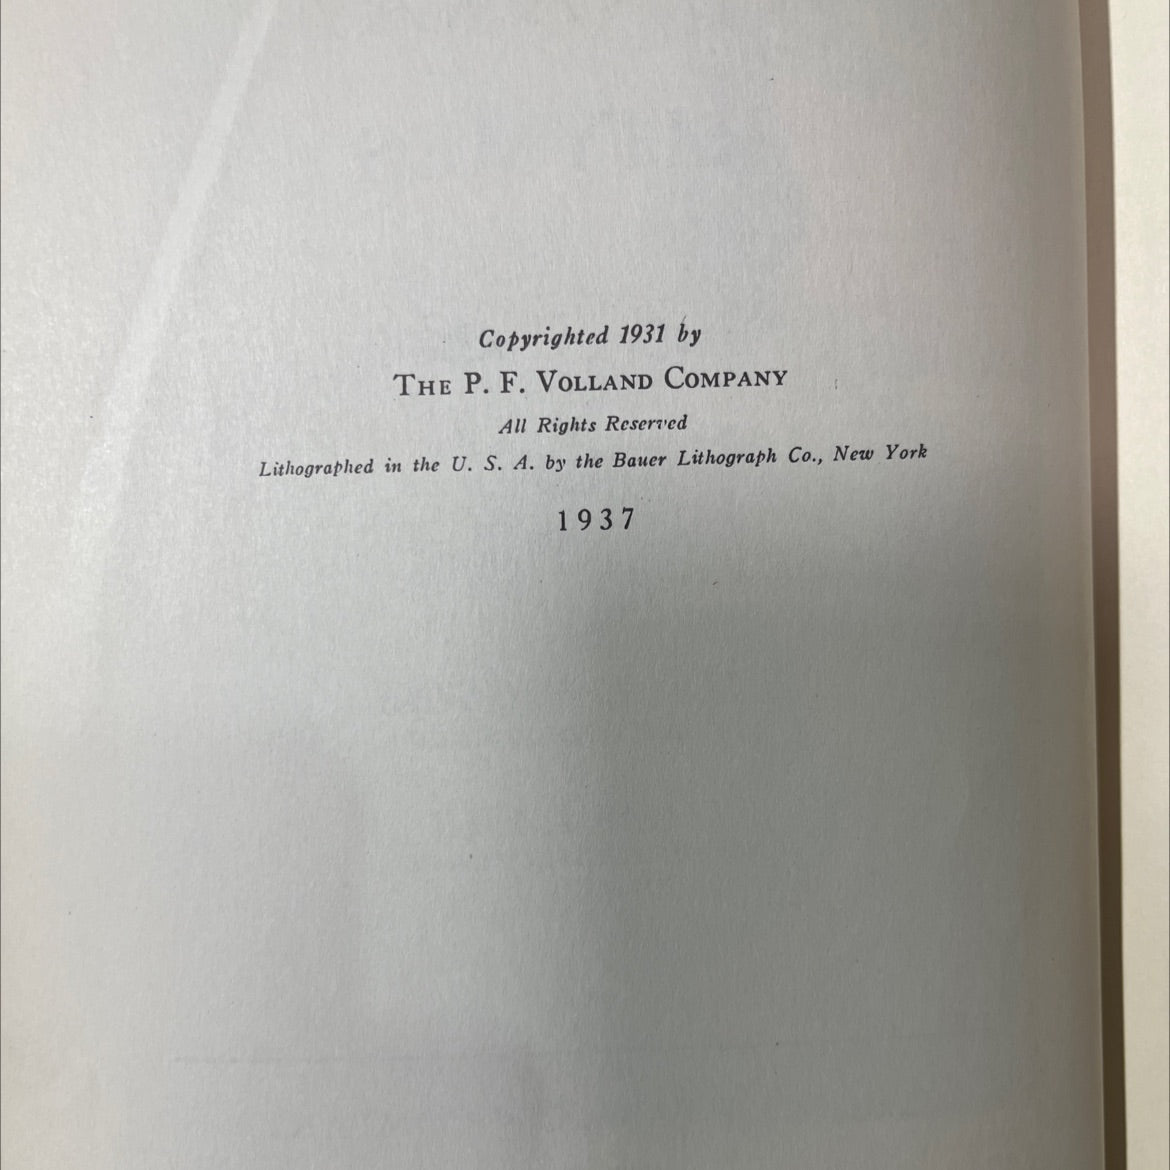 Copyrighted 1931 by
THE P. F. VOLLAND COMPANY
All Rights Reserved
Lithographed in the U. S. A. by the Bauer Lithograph Co., New York
1937